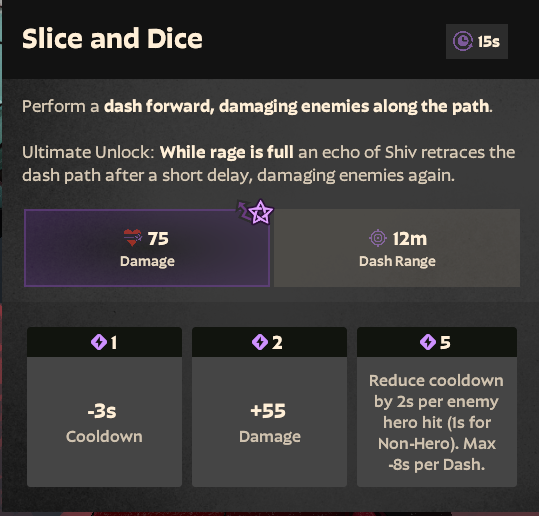 Slice and Dice
15s
Perform a dash forward, damaging enemies along the path.
Ultimate Unlock: While rage is full an echo of Shiv retraces the
dash path after a short delay, damaging enemies again.
75
Damage
12m
Dash Range
1
-3s
Cooldown
2
+55
Damage
5
Reduce cooldown
by 2s per enemy
hero hit (1s for
Non-Hero). Max
-8s per Dash.